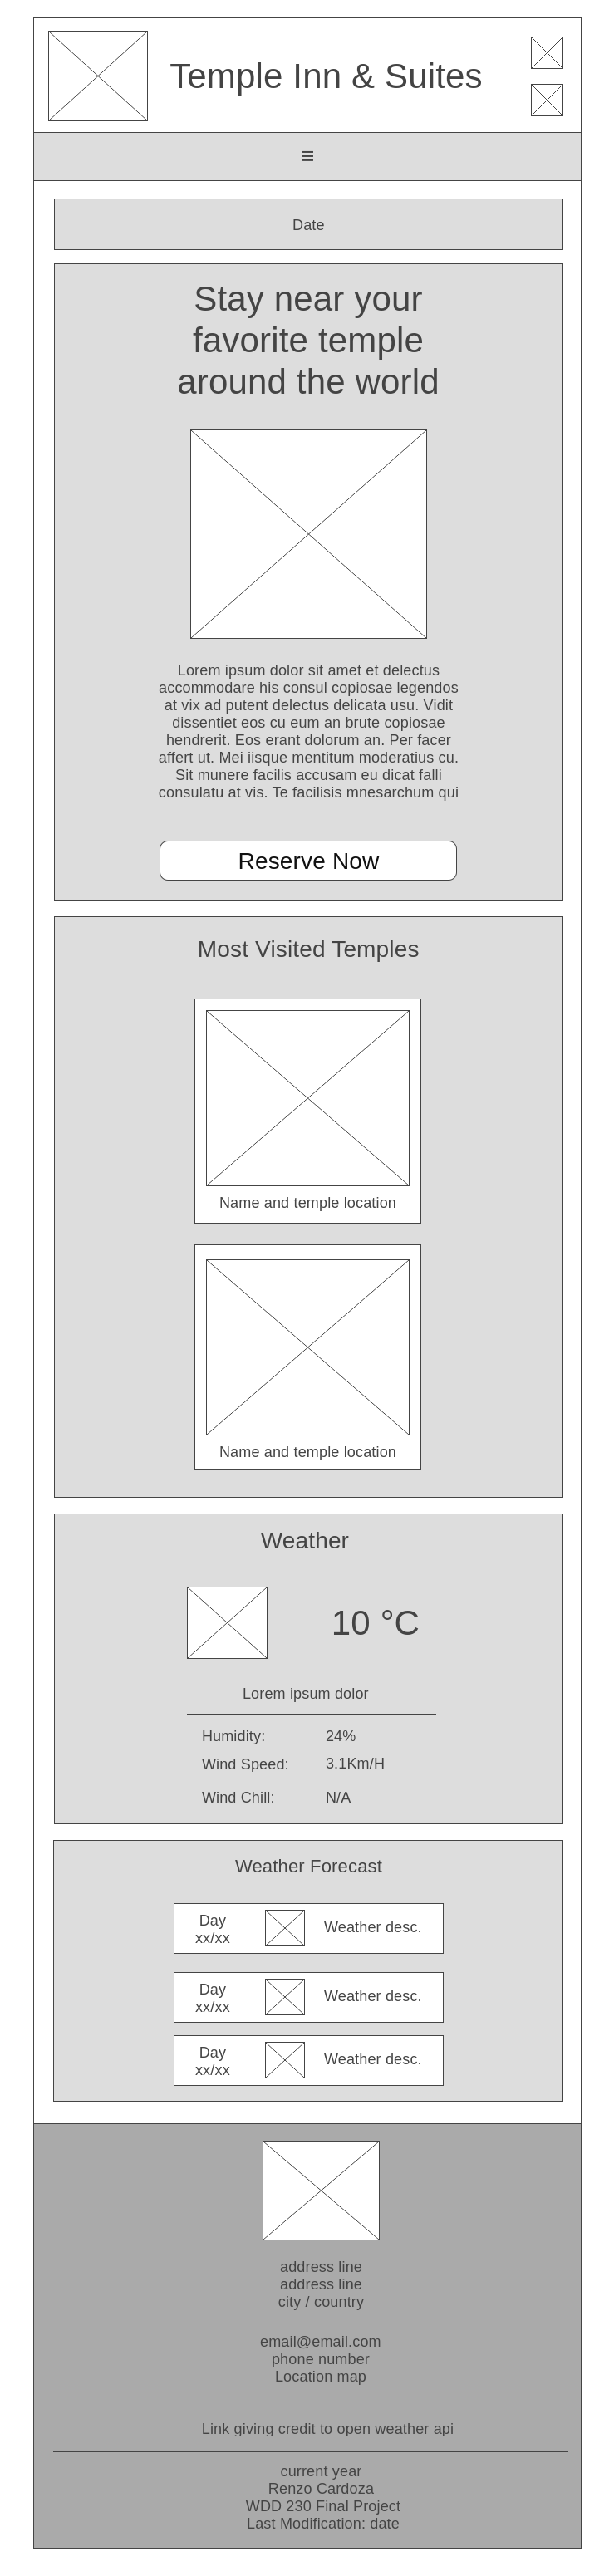 Temple Inn & Suites
≡
Date
Stay near your
favorite temple
around the world
Lorem ipsum dolor sit amet et delectus
accommodare his consul copiosae legendos
at vix ad putent delectus delicata usu. Vidit
dissentiet eos cu eum an brute copiosae
hendrerit. Eos erant dolorum an. Per facer
affert ut. Mei iisque mentitum moderatius cu.
Sit munere facilis accusam eu dicat falli
consulatu at vis. Te facilisis mnesarchum qui
Reserve Now
Most Visited Temples
Name and temple location
Name and temple location
Weather
10 °C
Lorem ipsum dolor
Humidity: 24%
Wind Speed: 3.1Km/H
Wind Chill: N/A
Weather Forecast
Day
xx/xx
Weather desc.
Day
xx/xx
Weather desc.
Day
xx/xx
Weather desc.
address line
address line
city / country
email@email.com
phone number
Location map
Link giving credit to open weather api
current year
Renzo Cardoza
WDD 230 Final Project
Last Modification: date